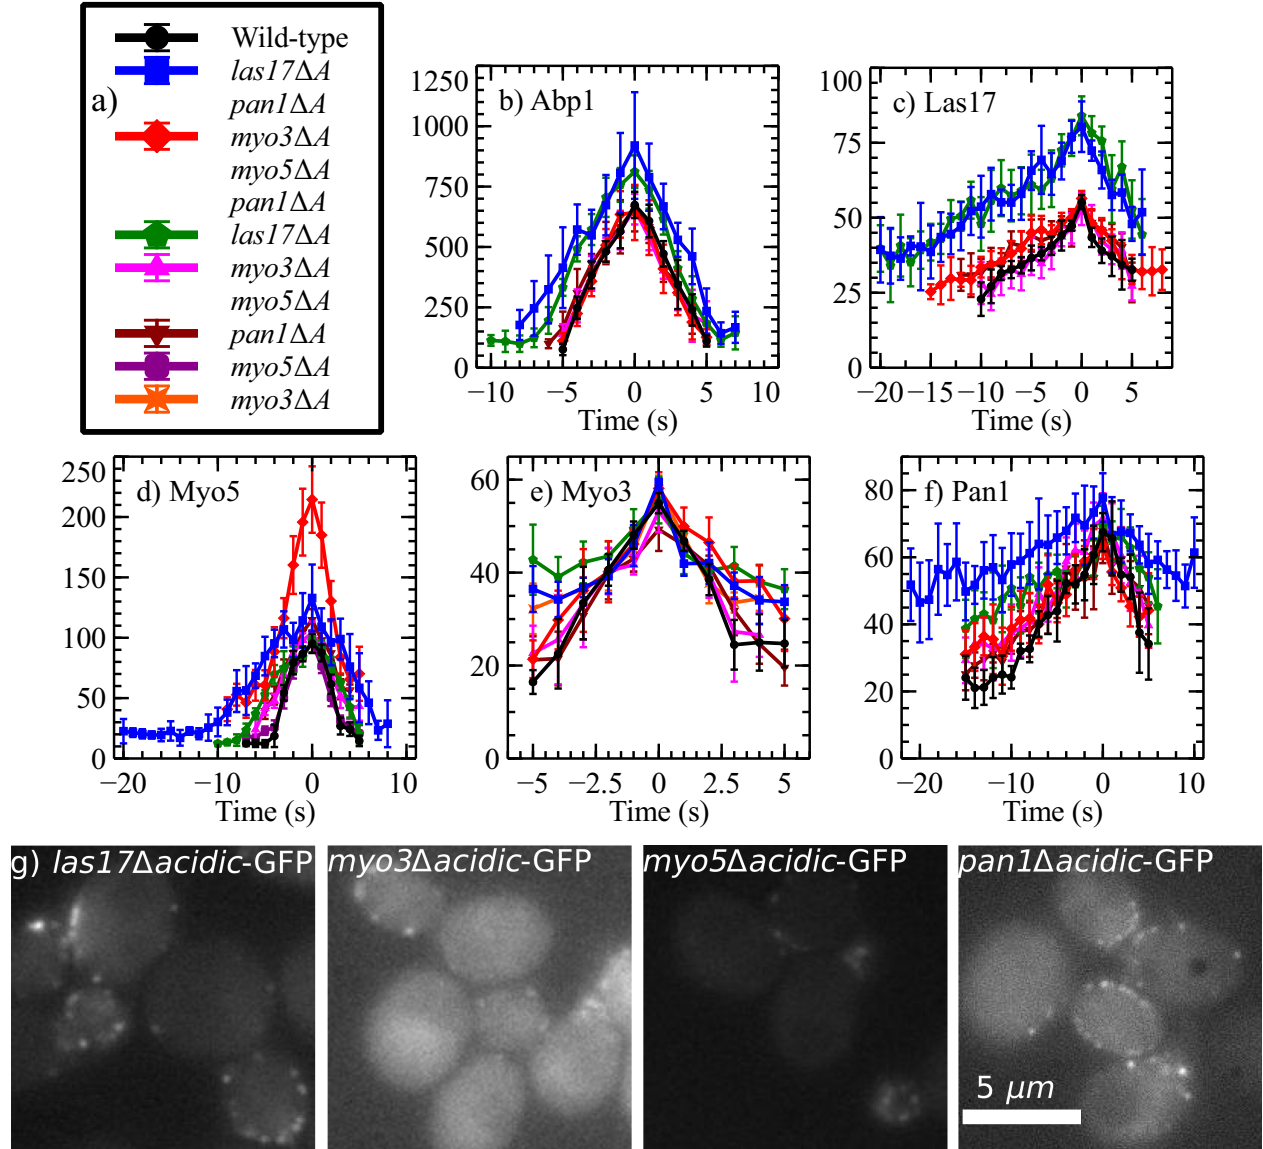 a)
Wild-type
las17ΔA
pan1ΔA
myo3ΔA
myo5ΔA
pan1ΔA
las17ΔA
myo3ΔA
myo5ΔA
pan1ΔA
myo5ΔA
myo3ΔA
b) Abp1
1250
1000
750
500
250
0
−10 −5 0 5 10
Time (s)
c) Las17
100
75
50
25
0
−20 −15 −10 −5 0 5
Time (s)
d) Myo5
250
200
150
100
50
0
−20 −10 0 10
Time (s)
e) Myo3
60
40
20
0
−5 −2.5 0 2.5 5
Time (s)
f) Pan1
80
60
40
20
0
−20 −10 0 10
Time (s)
g) las17Δacidic-GFP
myo3Δacidic-GFP
myo5Δacidic-GFP
pan1Δacidic-GFP
5 μm